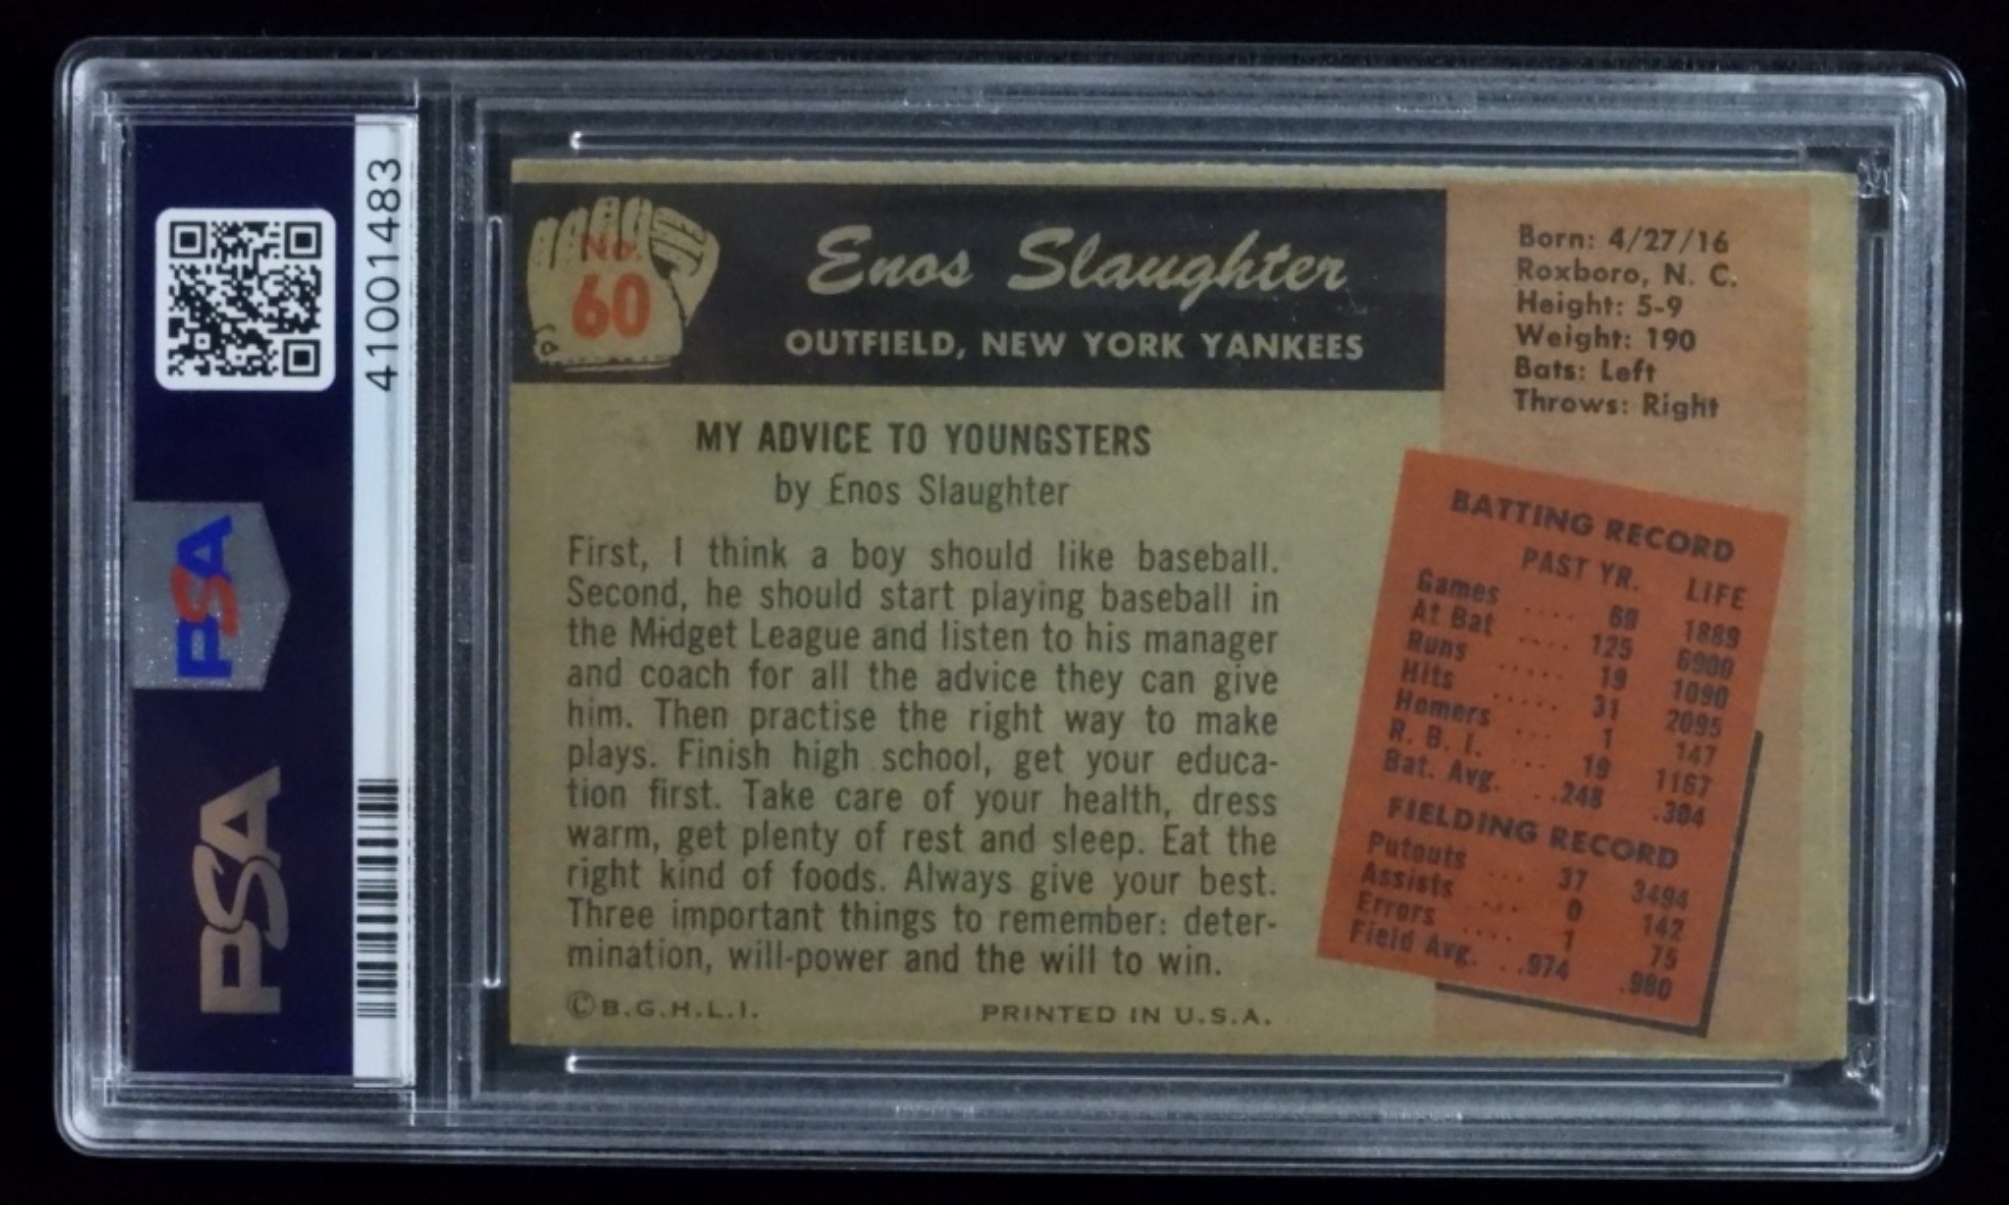 41001483
PSA
PSA
No.
60
Enos Slaughter
OUTFIELD, NEW YORK YANKEES
Born: 4/27/16
Roxboro, N. C.
Height: 5-9
Weight: 190
Bats: Left
Throws: Right
MY ADVICE TO YOUNGSTERS
by Enos Slaughter
First, I think a boy should like baseball.
Second, he should start playing baseball in
the Midget League and listen to his manager
and coach for all the advice they can give
him. Then practise the right way to make
plays. Finish high school, get your educa-
tion first. Take care of your health, dress
warm, get plenty of rest and sleep. Eat the
right kind of foods. Always give your best.
Three important things to remember: deter-
mination, will-power and the will to win.
©B.G.H.L.I. PRINTED IN U.S.A.
BATTING RECORD
PAST YR. LIFE
Games .... 69 1889
At Bat .... 125 6900
Runs ..... 19 1090
Hits ..... 31 2095
Homers ... 1 147
R. B. I. ... 19 1167
Bat. Avg. ..248 .304
FIELDING RECORD
Putouts ... 37 3494
Assists ... 0 142
Errors .... 1 75
Field Avg. ..974 .980